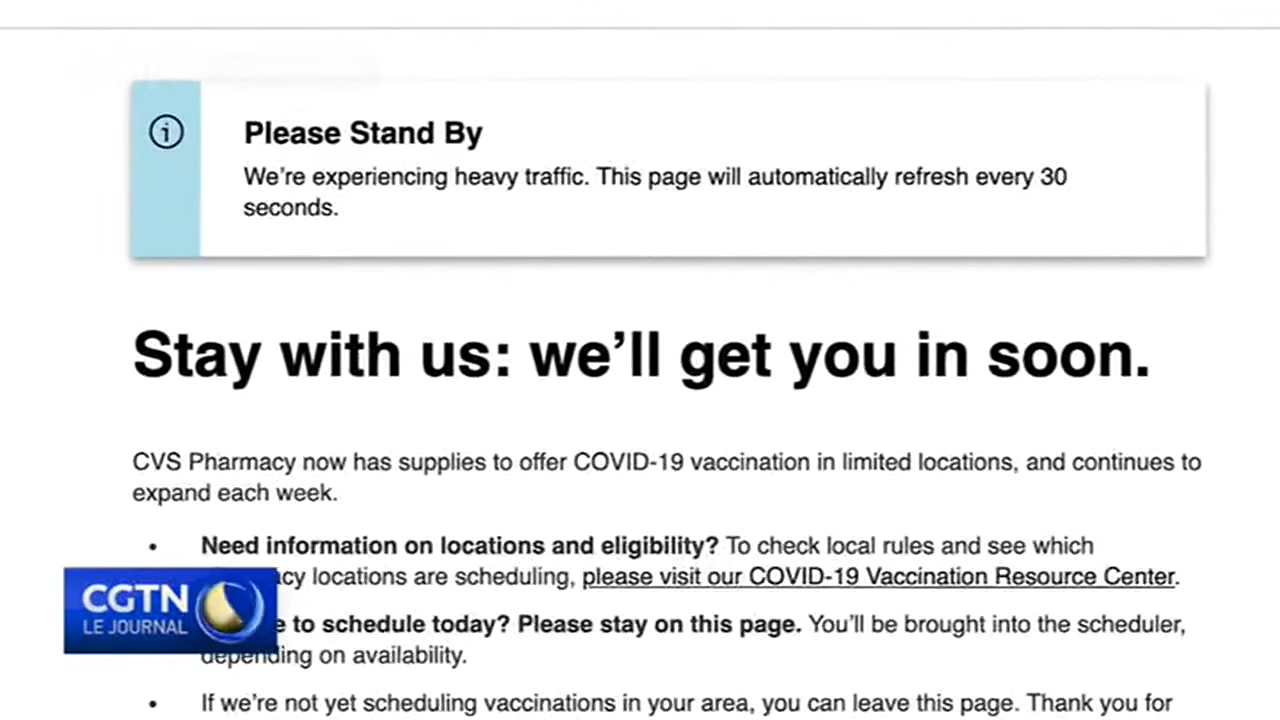 Please Stand By
We're experiencing heavy traffic. This page will automatically refresh every 30
seconds.
Stay with us: we'll get you in soon.
CVS Pharmacy now has supplies to offer COVID-19 vaccination in limited locations, and continues to
expand each week.
• Need information on locations and eligibility? To check local rules and see which
locations are scheduling, please visit our COVID-19 Vaccination Resource Center.
to schedule today? Please stay on this page. You'll be brought into the scheduler,
depending on availability.
• If we're not yet scheduling vaccinations in your area, you can leave this page. Thank you for
CGTN
LE JOURNAL